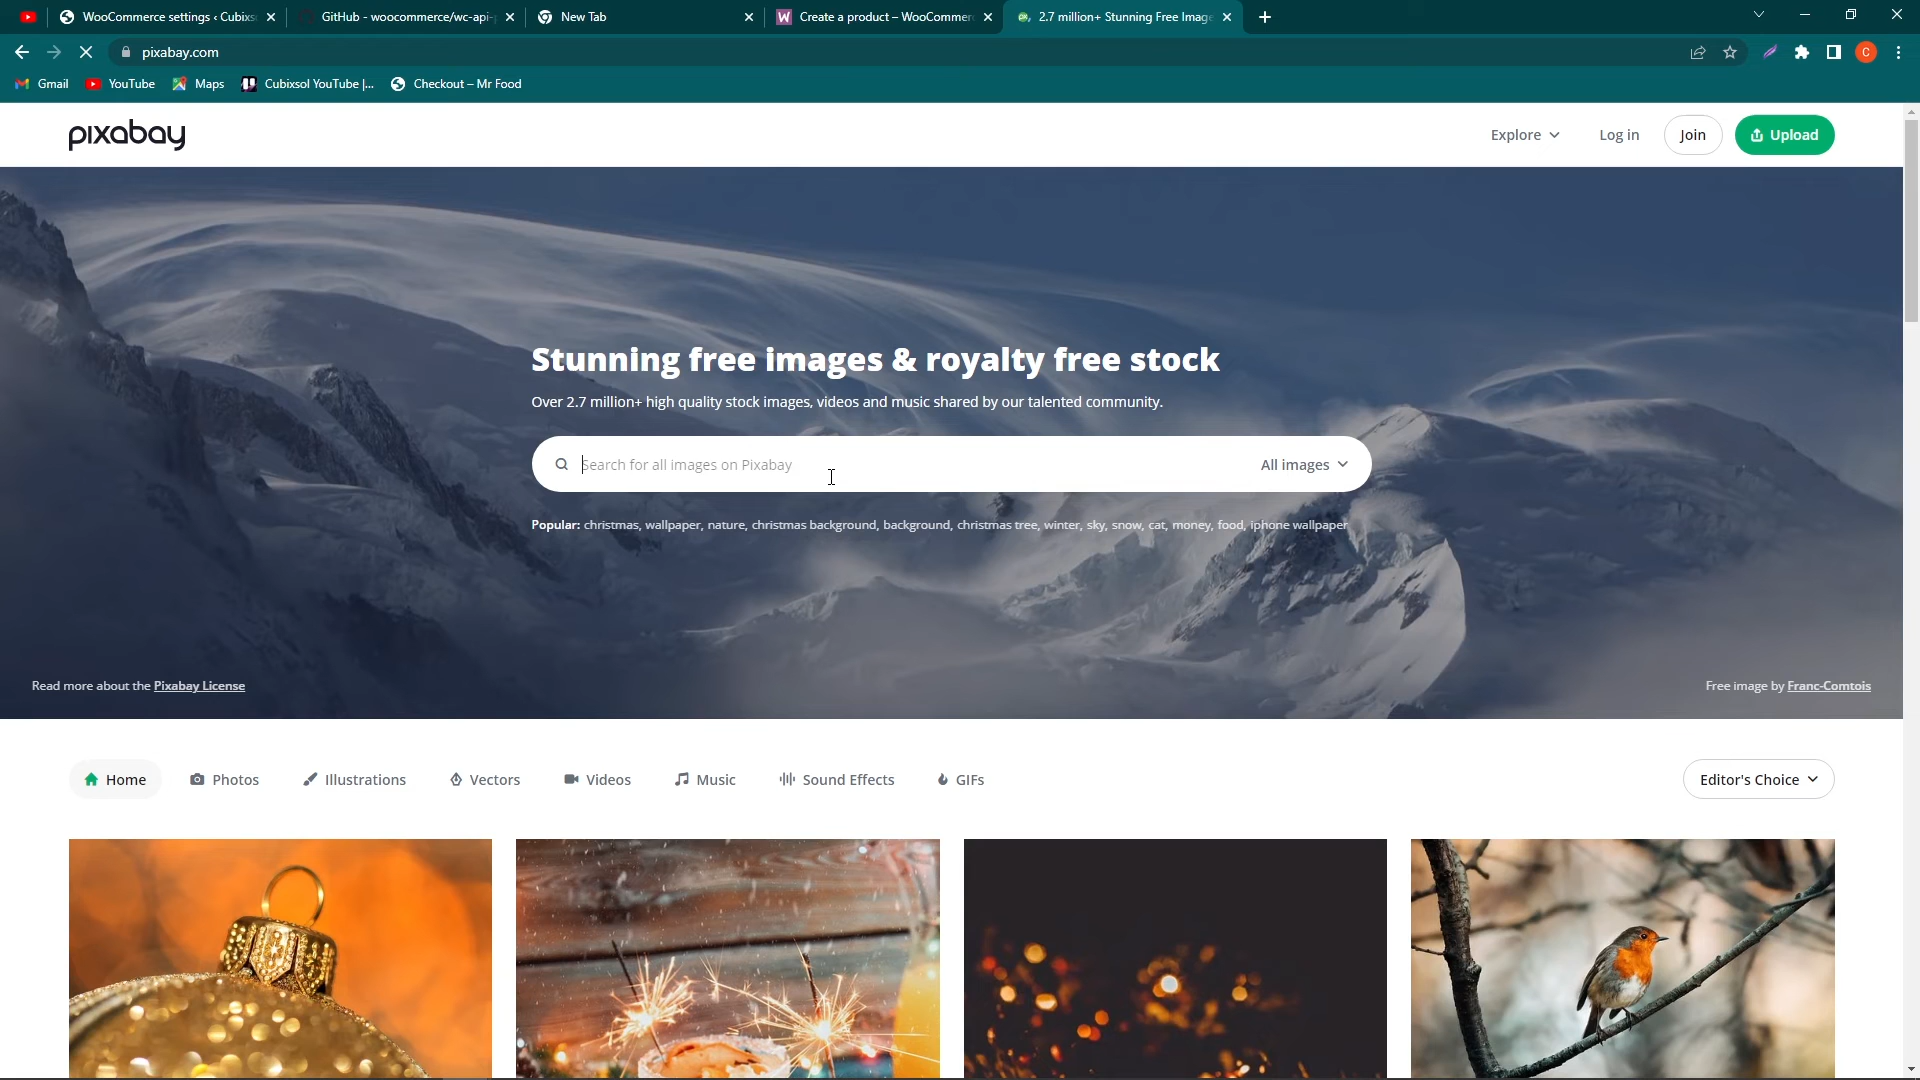 WooCommerce settings ‹ Cubixs
GitHub - woocommerce/wc-api-
New Tab
Create a product – WooCommer
2.7 million+ Stunning Free Image
pixabay.com
C
Gmail
YouTube
Maps
Cubixsol YouTube |...
Checkout – Mr Food
pixabay
Explore
Log in
Join
Upload
Stunning free images & royalty free stock
Over 2.7 million+ high quality stock images, videos and music shared by our talented community.
Search for all images on Pixabay
All images
Popular: christmas, wallpaper, nature, christmas background, background, christmas tree, winter, sky, snow, cat, money, food, iphone wallpaper
Read more about the Pixabay License
Free image by Franc-Comtois
Home
Photos
Illustrations
Vectors
Videos
Music
Sound Effects
GIFs
Editor's Choice